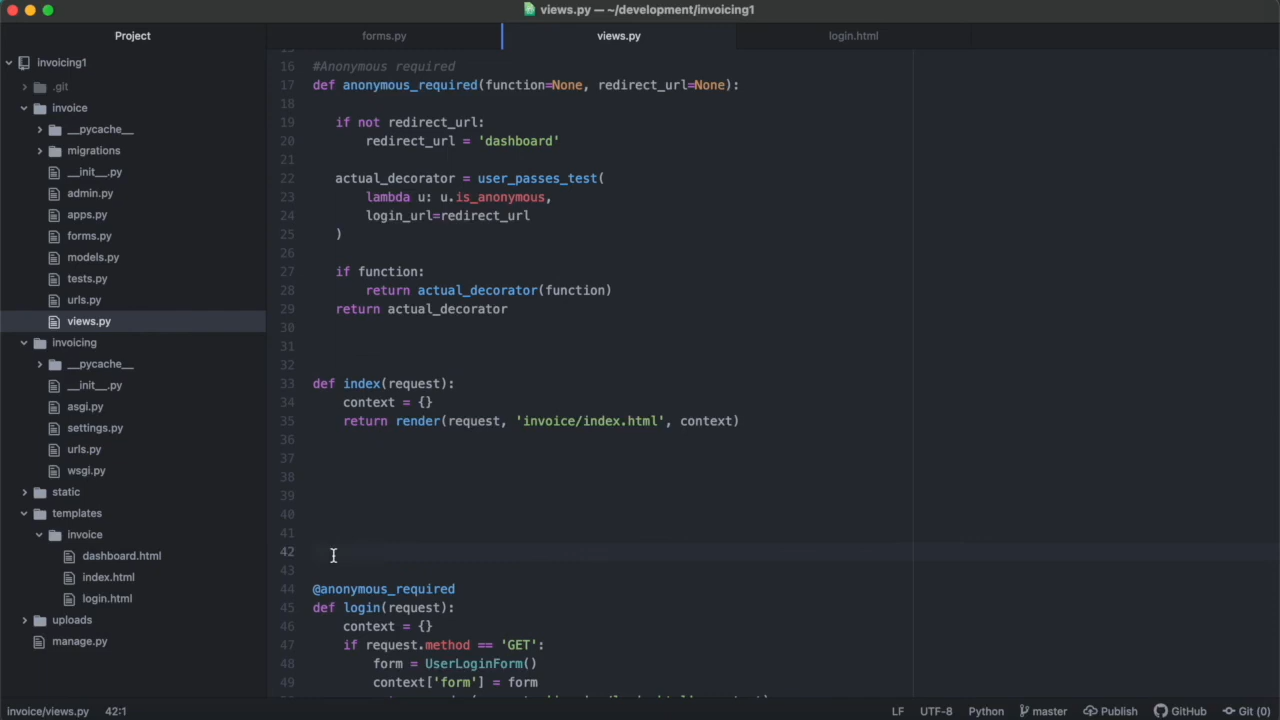 views.py — ~/development/invoicing1
Project
forms.py
views.py
login.html
invoicing1
.git
invoice
__pycache__
migrations
__init__.py
admin.py
apps.py
forms.py
models.py
tests.py
urls.py
views.py
invoicing
__pycache__
__init__.py
asgi.py
settings.py
urls.py
wsgi.py
static
templates
invoice
dashboard.html
index.html
login.html
uploads
manage.py
16 #Anonymous required
17 def anonymous_required(function=None, redirect_url=None):
18
19 if not redirect_url:
20 redirect_url = 'dashboard'
21
22 actual_decorator = user_passes_test(
23 lambda u: u.is_anonymous,
24 login_url=redirect_url
25 )
26
27 if function:
28 return actual_decorator(function)
29 return actual_decorator
30
31
32
33 def index(request):
34 context = {}
35 return render(request, 'invoice/index.html', context)
36
37
38
39
40
41
42
43
44 @anonymous_required
45 def login(request):
46 context = {}
47 if request.method == 'GET':
48 form = UserLoginForm()
49 context['form'] = form
invoice/views.py 42:1
LF UTF-8 Python master Publish GitHub Git (0)